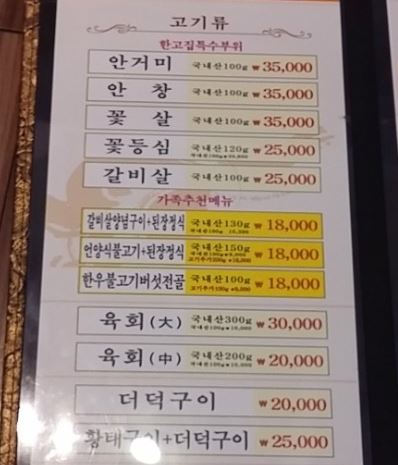 고기류
한고집특수부위
안거미 국내산100g ₩35,000
안 창 국내산100g ₩35,000
꽃 살 국내산100g ₩35,000
꽃등심 국내산120g ₩25,000
갈비살 국내산100g ₩25,000
가족추천메뉴
갈비살양념구이+된장정식 국내산130g ₩18,000
언양식불고기+된장정식 국내산150g ₩18,000
한우불고기버섯전골 국내산100g ₩18,000
육회(大) 국내산300g ₩30,000
육회(中) 국내산200g ₩20,000
더덕구이 ₩20,000
황태구이+더덕구이 ₩25,000